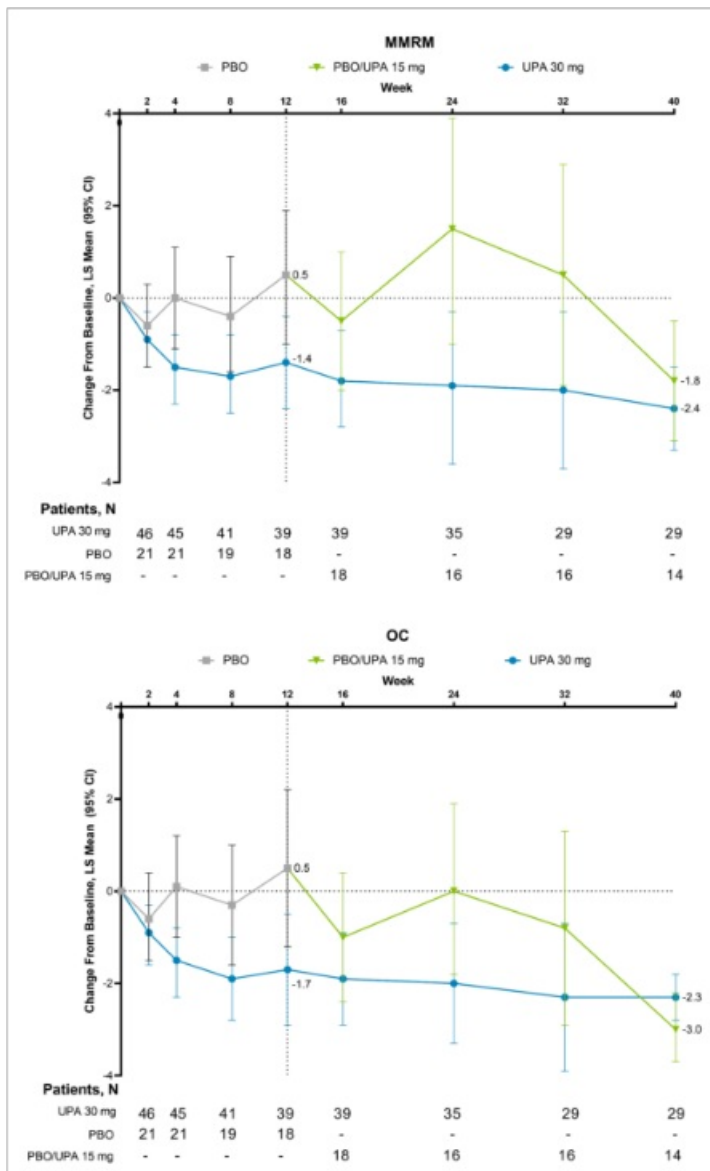 MMRM
PBO PBO/UPA 15 mg UPA 30 mg
Week
2 4 8 12 16 24 32 40
Change From Baseline, LS Mean (95% CI)
4
2
0
-2
-4
0.5
-1.4
-1.8
-2.4
Patients, N
UPA 30 mg 46 45 41 39 39 35 29 29
PBO 21 21 19 18 - - - -
PBO/UPA 15 mg - - - - 18 16 16 14
OC
PBO PBO/UPA 15 mg UPA 30 mg
Week
2 4 8 12 16 24 32 40
Change From Baseline, LS Mean (95% CI)
4
2
0
-2
-4
0.5
-1.7
-2.3
-3.0
Patients, N
UPA 30 mg 46 45 41 39 39 35 29 29
PBO 21 21 19 18 - - - -
PBO/UPA 15 mg - - - - 18 16 16 14